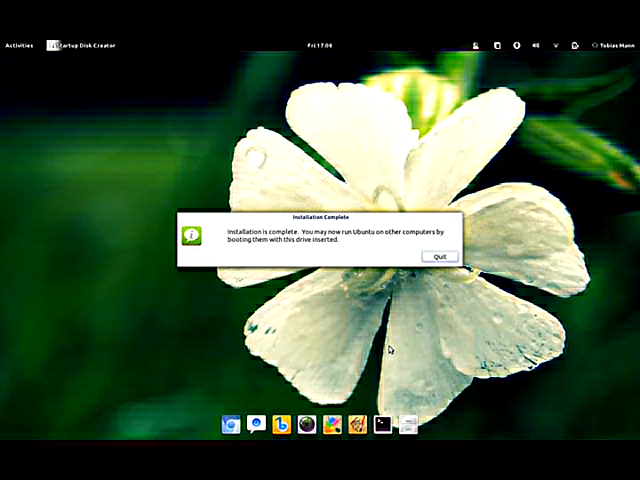 Activities Startup Disk Creator Fri 17:08 Tobias Mann
Installation Complete
Installation is complete. You may now run Ubuntu on other computers by
booting them with this drive inserted.
Quit